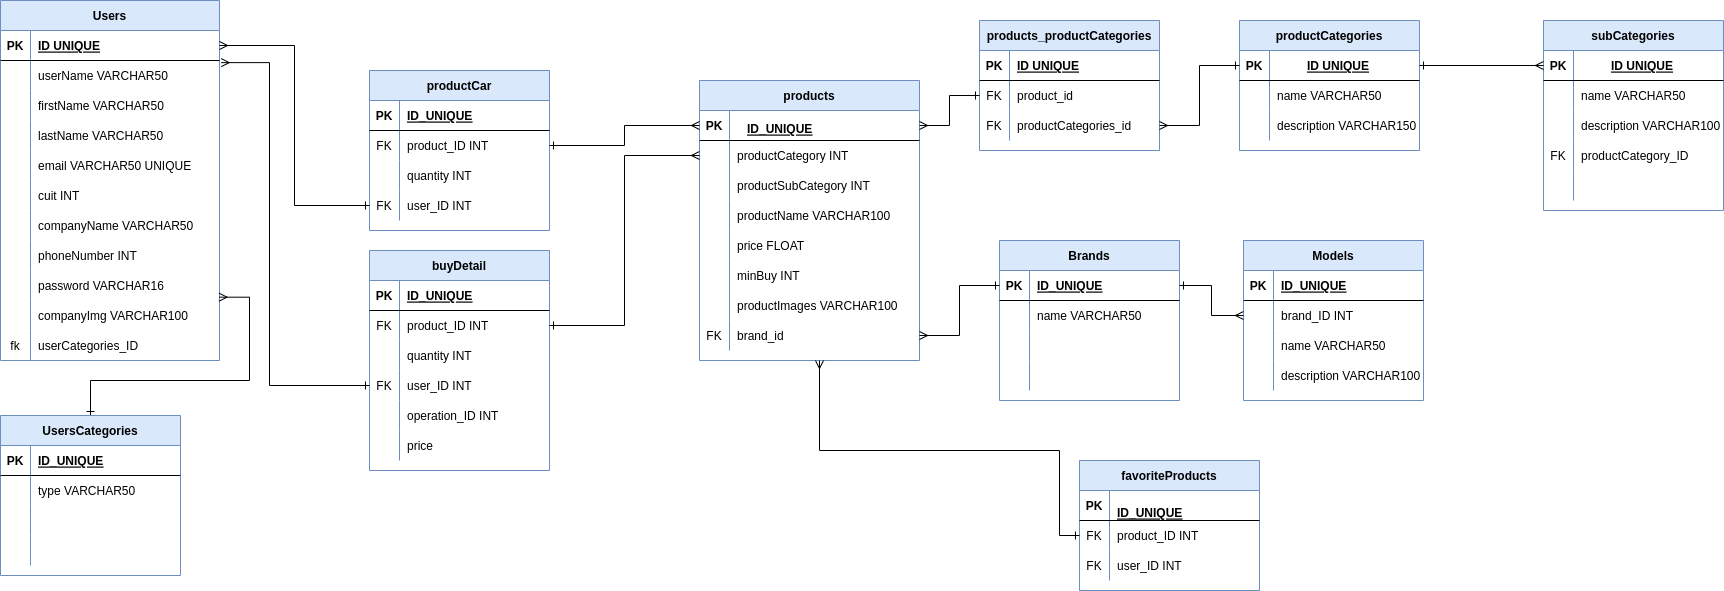 Users
PK ID UNIQUE
userName VARCHAR50
firstName VARCHAR50
lastName VARCHAR50
email VARCHAR50 UNIQUE
cuit INT
companyName VARCHAR50
phoneNumber INT
password VARCHAR16
companyImg VARCHAR100
fk userCategories_ID
UsersCategories
PK ID_UNIQUE
type VARCHAR50
productCar
PK ID_UNIQUE
FK product_ID INT
quantity INT
FK user_ID INT
buyDetail
PK ID_UNIQUE
FK product_ID INT
quantity INT
FK user_ID INT
operation_ID INT
price
products
PK ID_UNIQUE
productCategory INT
productSubCategory INT
productName VARCHAR100
price FLOAT
minBuy INT
productImages VARCHAR100
FK brand_id
products_productCategories
PK ID UNIQUE
FK product_id
FK productCategories_id
productCategories
PK ID UNIQUE
name VARCHAR50
description VARCHAR150
subCategories
PK ID UNIQUE
name VARCHAR50
description VARCHAR100
FK productCategory_ID
Brands
PK ID_UNIQUE
name VARCHAR50
Models
PK ID_UNIQUE
brand_ID INT
name VARCHAR50
description VARCHAR100
favoriteProducts
PK ID_UNIQUE
FK product_ID INT
FK user_ID INT